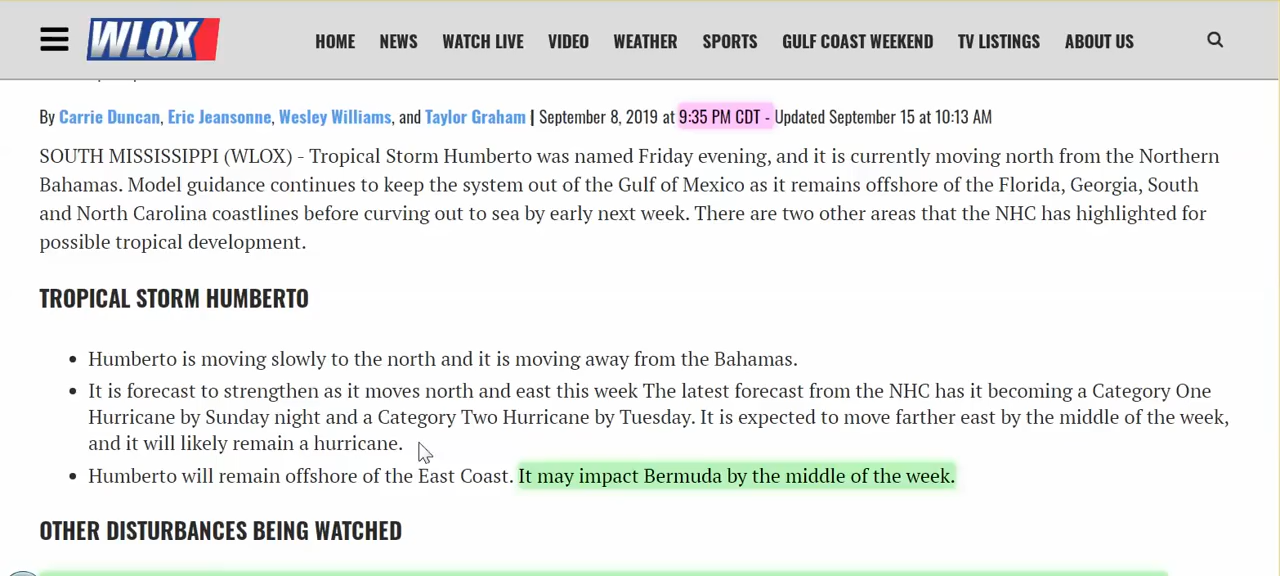 WLOX
HOME NEWS WATCH LIVE VIDEO WEATHER SPORTS GULF COAST WEEKEND TV LISTINGS ABOUT US
By Carrie Duncan, Eric Jeansonne, Wesley Williams, and Taylor Graham | September 8, 2019 at 9:35 PM CDT - Updated September 15 at 10:13 AM
SOUTH MISSISSIPPI (WLOX) - Tropical Storm Humberto was named Friday evening, and it is currently moving north from the Northern
Bahamas. Model guidance continues to keep the system out of the Gulf of Mexico as it remains offshore of the Florida, Georgia, South
and North Carolina coastlines before curving out to sea by early next week. There are two other areas that the NHC has highlighted for
possible tropical development.
TROPICAL STORM HUMBERTO
• Humberto is moving slowly to the north and it is moving away from the Bahamas.
• It is forecast to strengthen as it moves north and east this week The latest forecast from the NHC has it becoming a Category One
Hurricane by Sunday night and a Category Two Hurricane by Tuesday. It is expected to move farther east by the middle of the week,
and it will likely remain a hurricane.
• Humberto will remain offshore of the East Coast. It may impact Bermuda by the middle of the week.
OTHER DISTURBANCES BEING WATCHED